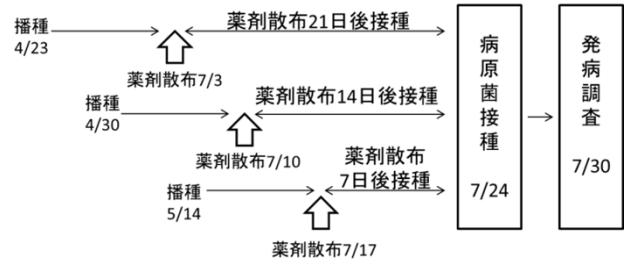 播種
4/23
薬剤散布21日後接種
薬剤散布7/3
播種
4/30
薬剤散布14日後接種
薬剤散布7/10
播種
5/14
薬剤散布
7日後接種
薬剤散布7/17
病原菌接種
7/24
発病調査
7/30